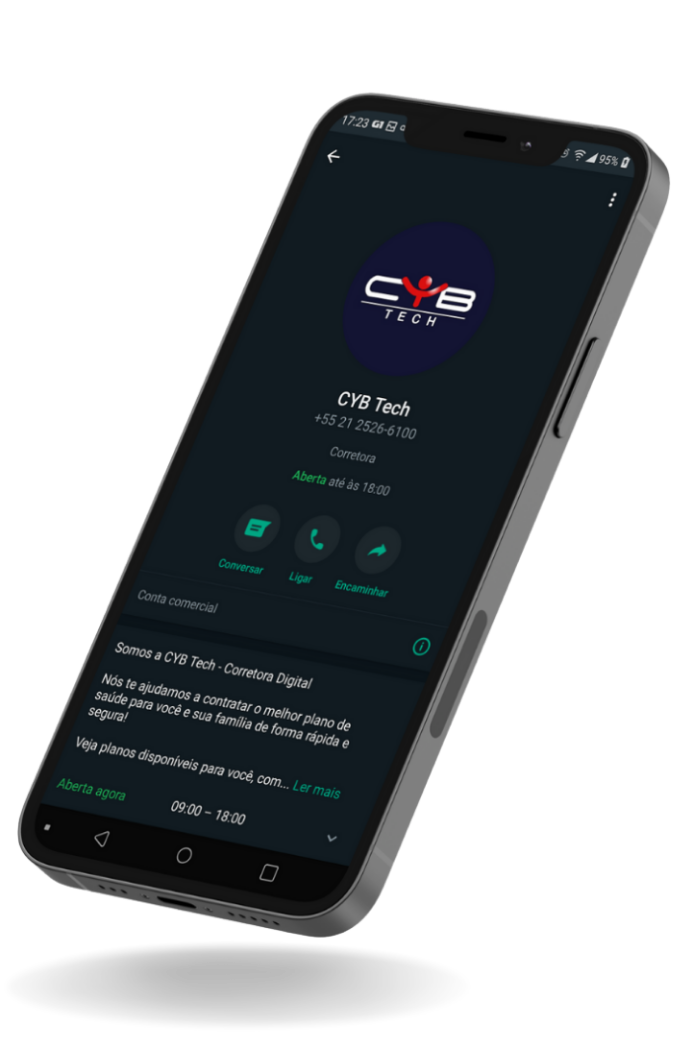 17:23
95%
CYB
TECH
CYB Tech
+55 21 2526-6100
Corretora
Aberta até às 18:00
Conversar
Ligar
Encaminhar
Conta comercial
Somos a CYB Tech - Corretora Digital
Nós te ajudamos a contratar o melhor plano de
saúde para você e sua família de forma rápida e
segura!
Veja planos disponíveis para você, com... Ler mais
Aberta agora
09:00 – 18:00